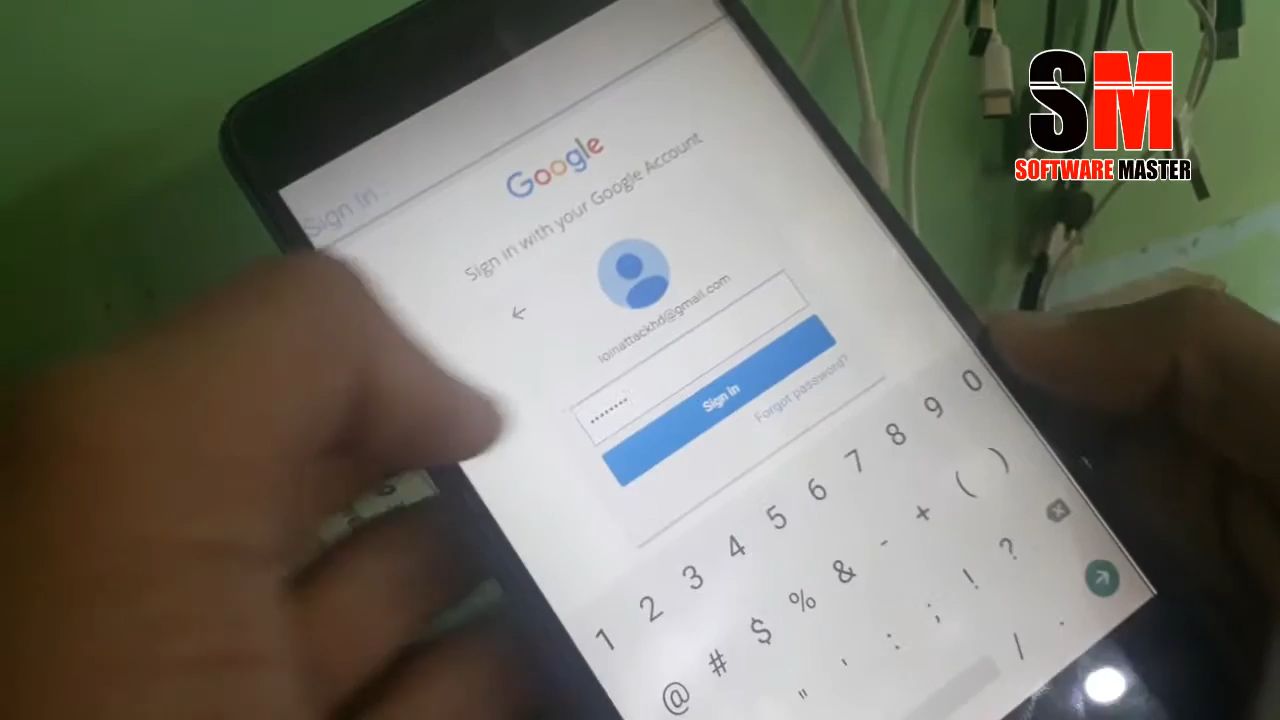 SM
SOFTWARE MASTER
Sign In
Google
Sign in with your Google Account
loinattackhd@gmail.com
••••••••
Sign in
Forgot password?
1 2 3 4 5 6 7 8 9 0
@ # $ % & - + ( )
" ' : ; ! ?
/ .